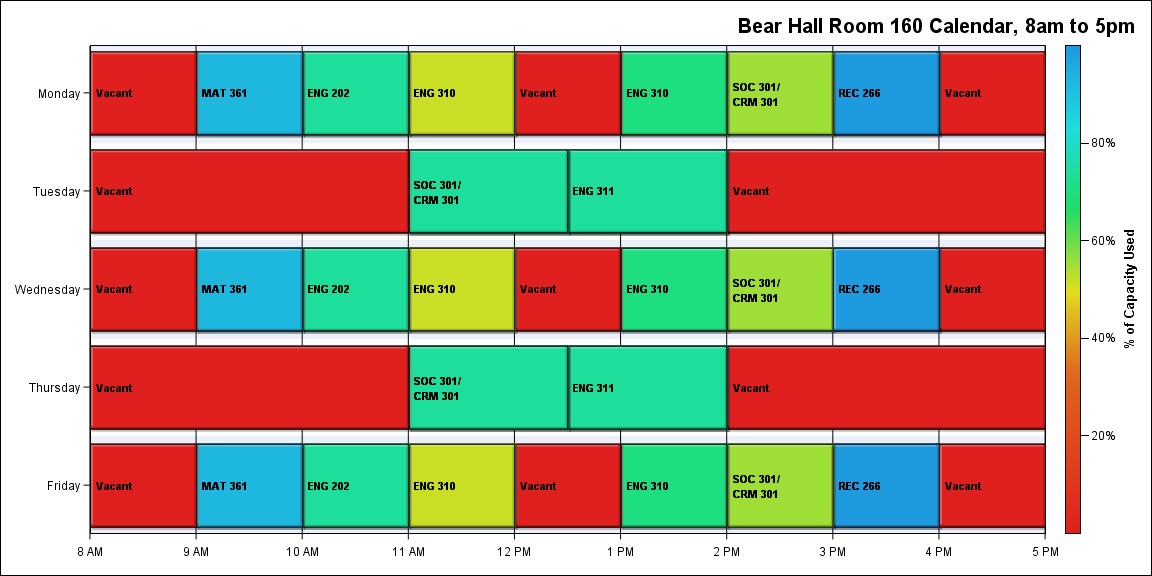 Bear Hall Room 160 Calendar, 8am to 5pm
Monday
Vacant
MAT 361
ENG 202
ENG 310
Vacant
ENG 310
SOC 301/
CRM 301
REC 266
Vacant
Tuesday
Vacant
SOC 301/
CRM 301
ENG 311
Vacant
Wednesday
Vacant
MAT 361
ENG 202
ENG 310
Vacant
ENG 310
SOC 301/
CRM 301
REC 266
Vacant
Thursday
Vacant
SOC 301/
CRM 301
ENG 311
Vacant
Friday
Vacant
MAT 361
ENG 202
ENG 310
Vacant
ENG 310
SOC 301/
CRM 301
REC 266
Vacant
8 AM
9 AM
10 AM
11 AM
12 PM
1 PM
2 PM
3 PM
4 PM
5 PM
80%
60%
40%
20%
% of Capacity Used